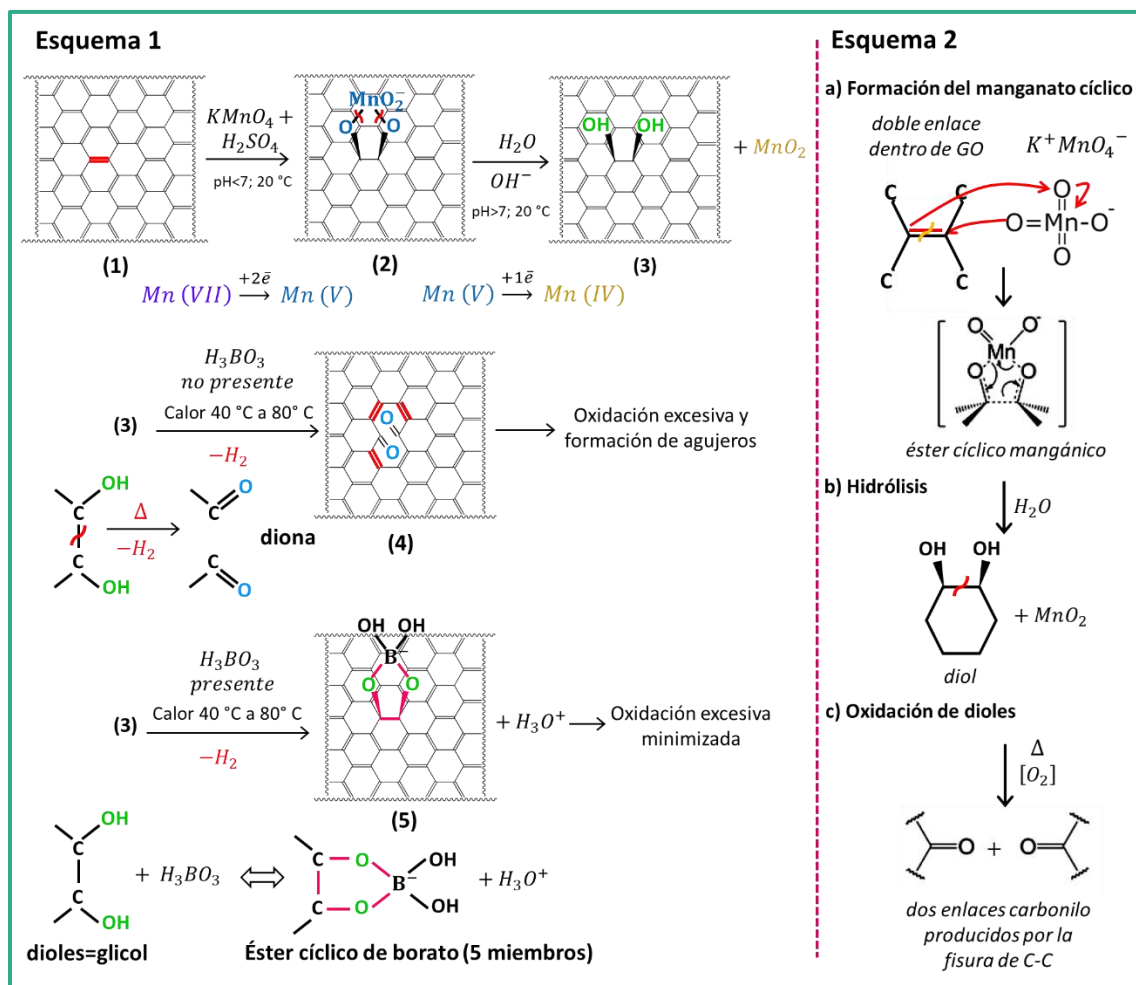 Esquema 1
MnO₂⁻
O O
KMnO₄ +
H₂SO₄
pH<7; 20 °C
H₂O
OH⁻
pH>7; 20 °C
OH OH
+ MnO₂
(1)
(2)
(3)
Mn (VII) +2ē→ Mn (V)
Mn (V) +1ē→ Mn (IV)
(3)
H₃BO₃
no presente
Calor 40 °C a 80° C
−H₂
O
O
(4)
Oxidación excesiva y
formación de agujeros
OH
C
C
OH
Δ
−H₂
C O
C O
diona
(3)
H₃BO₃
presente
Calor 40 °C a 80° C
−H₂
OH OH
B⁻
O O
(5)
+ H₃O⁺
Oxidación excesiva
minimizada
OH
C
C
OH
+ H₃BO₃
C O
C O
B⁻
OH
OH
+ H₃O⁺
dioles=glicol
Éster cíclico de borato (5 miembros)
Esquema 2
a) Formación del manganato cíclico
doble enlace
dentro de GO
K⁺MnO₄⁻
C C
C C
O
O=Mn-O⁻
O
O O⁻
Mn
O O
éster cíclico mangánico
b) Hidrólisis
H₂O
OH OH
+ MnO₂
diol
c) Oxidación de dioles
Δ
[O₂]
=O + O=
dos enlaces carbonilo
producidos por la
fisura de C-C